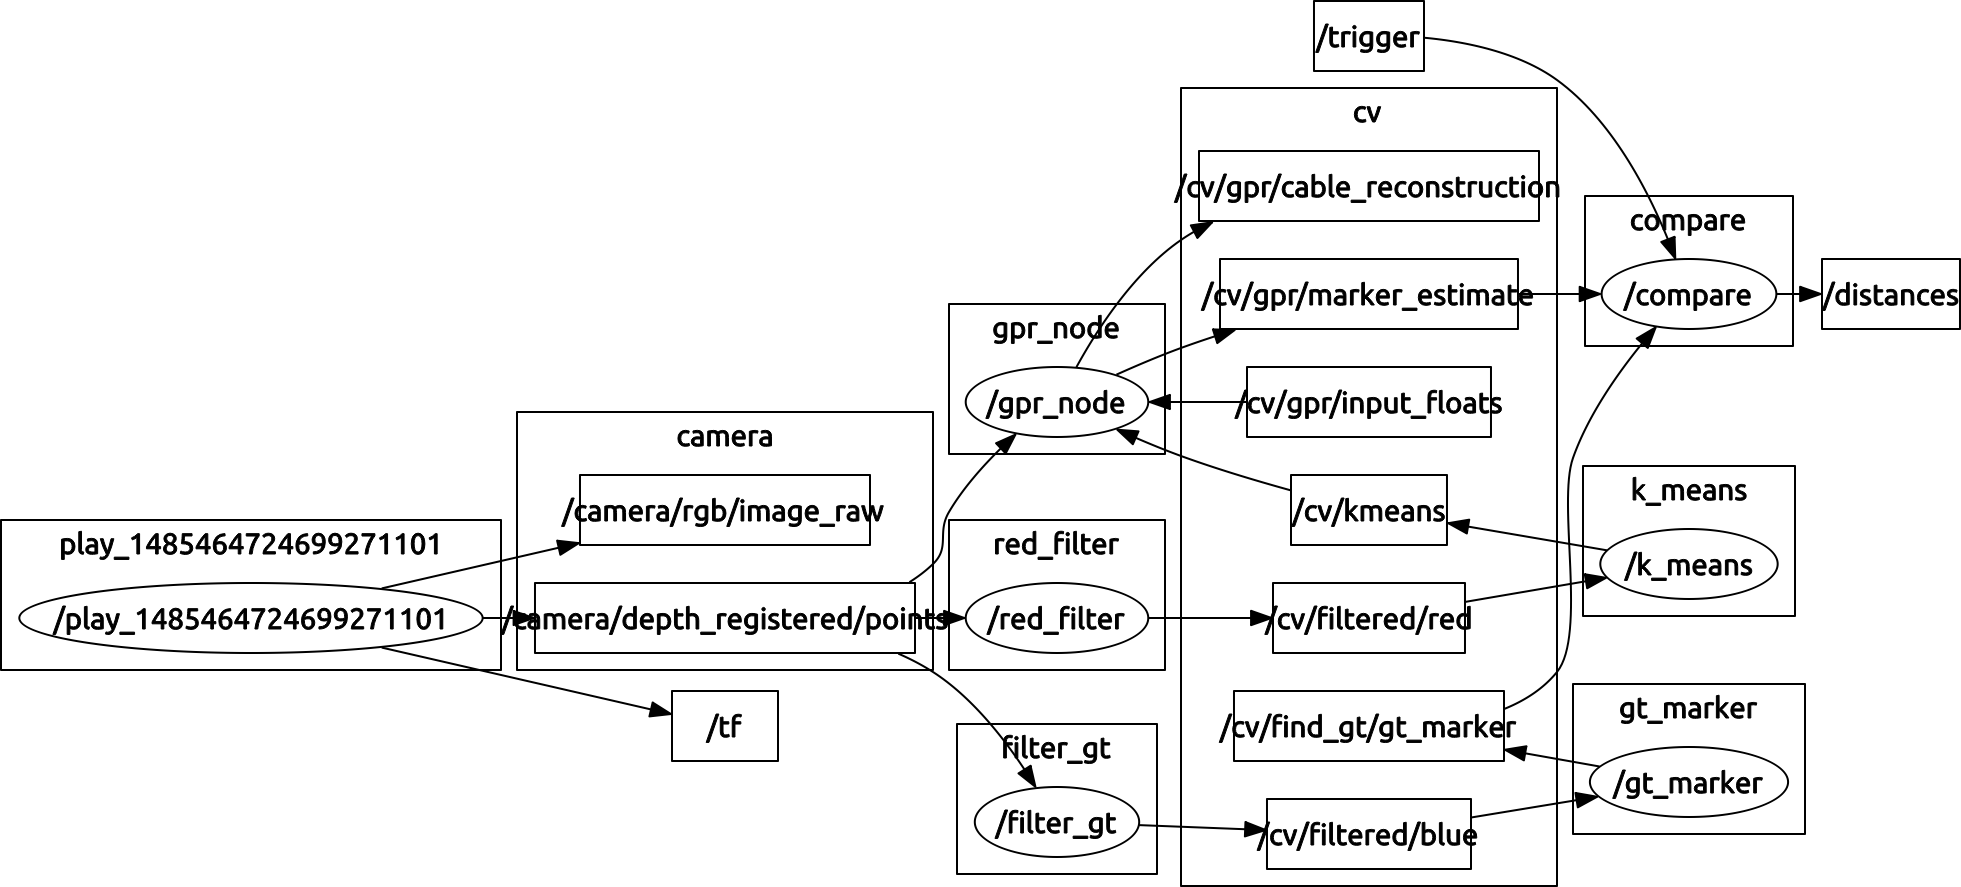 /trigger
cv
/cv/gpr/cable_reconstruction
compare
/cv/gpr/marker_estimate
/compare
/distances
gpr_node
/gpr_node
/cv/gpr/input_floats
camera
/camera/rgb/image_raw
/cv/kmeans
k_means
/k_means
play_1485464724699271101
/play_1485464724699271101
/camera/depth_registered/points
red_filter
/red_filter
/cv/filtered/red
/tf
/cv/find_gt/gt_marker
gt_marker
/gt_marker
filter_gt
/filter_gt
/cv/filtered/blue